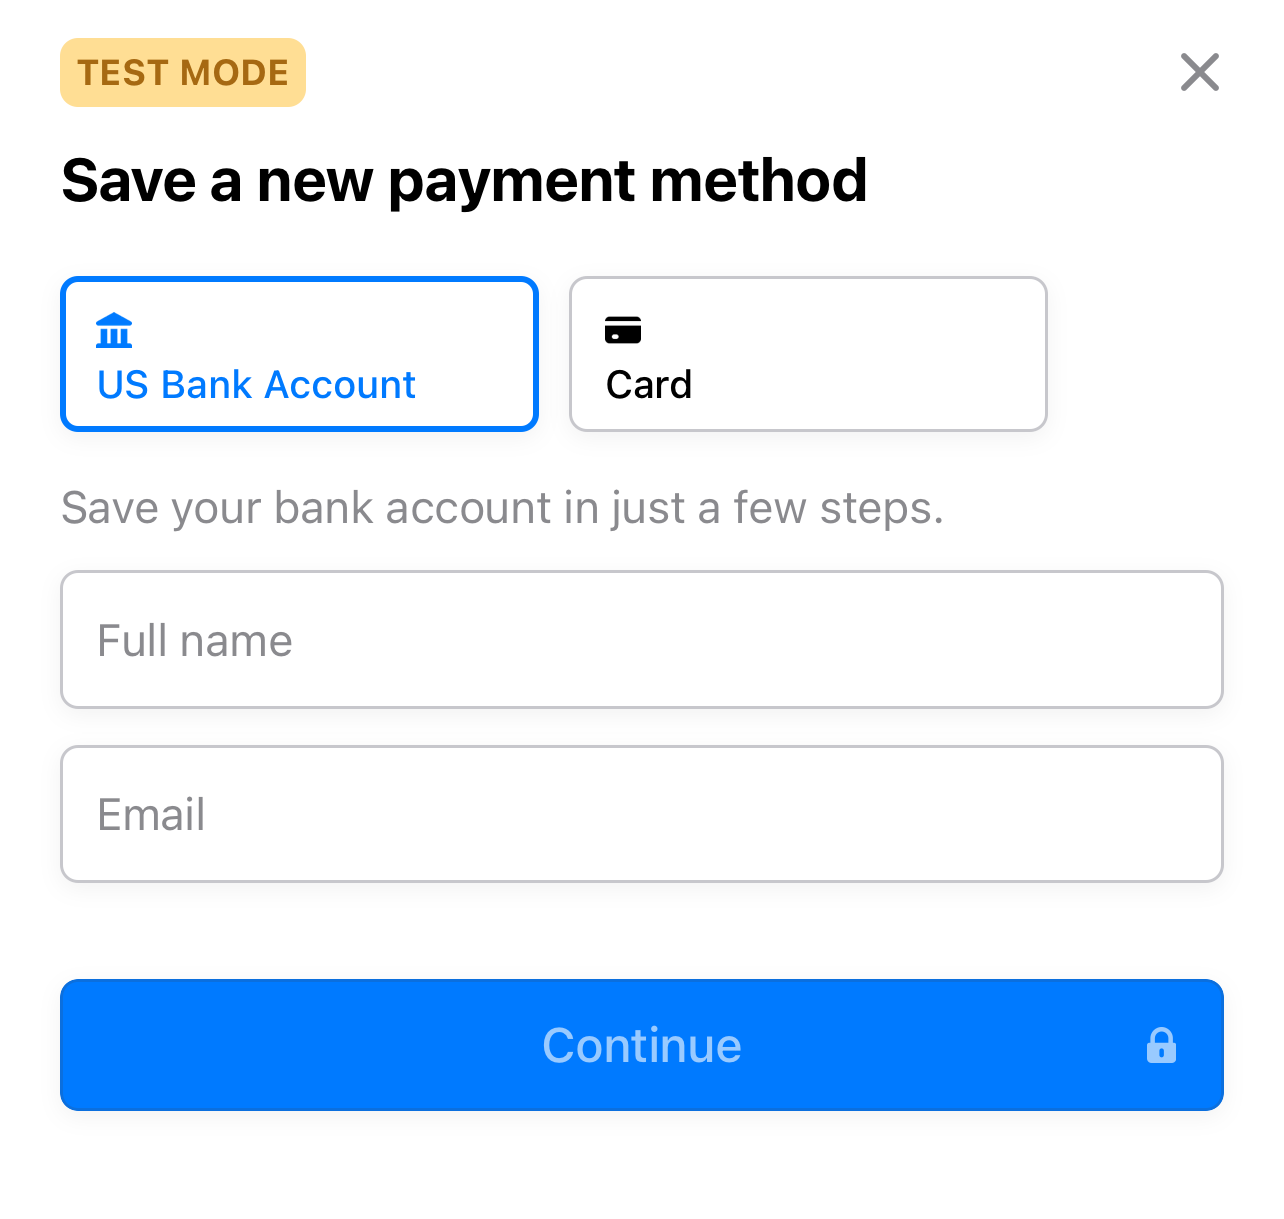 TEST MODE
Save a new payment method
US Bank Account
Card
Save your bank account in just a few steps.
Full name
Email
Continue